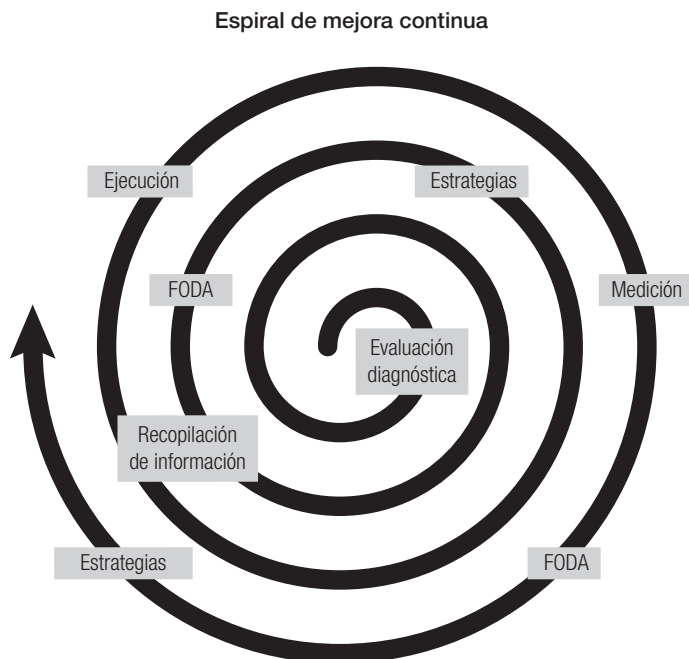 Espiral de mejora continua
Ejecución
Estrategias
FODA
Medición
Evaluación
diagnóstica
Recopilación
de información
Estrategias
FODA